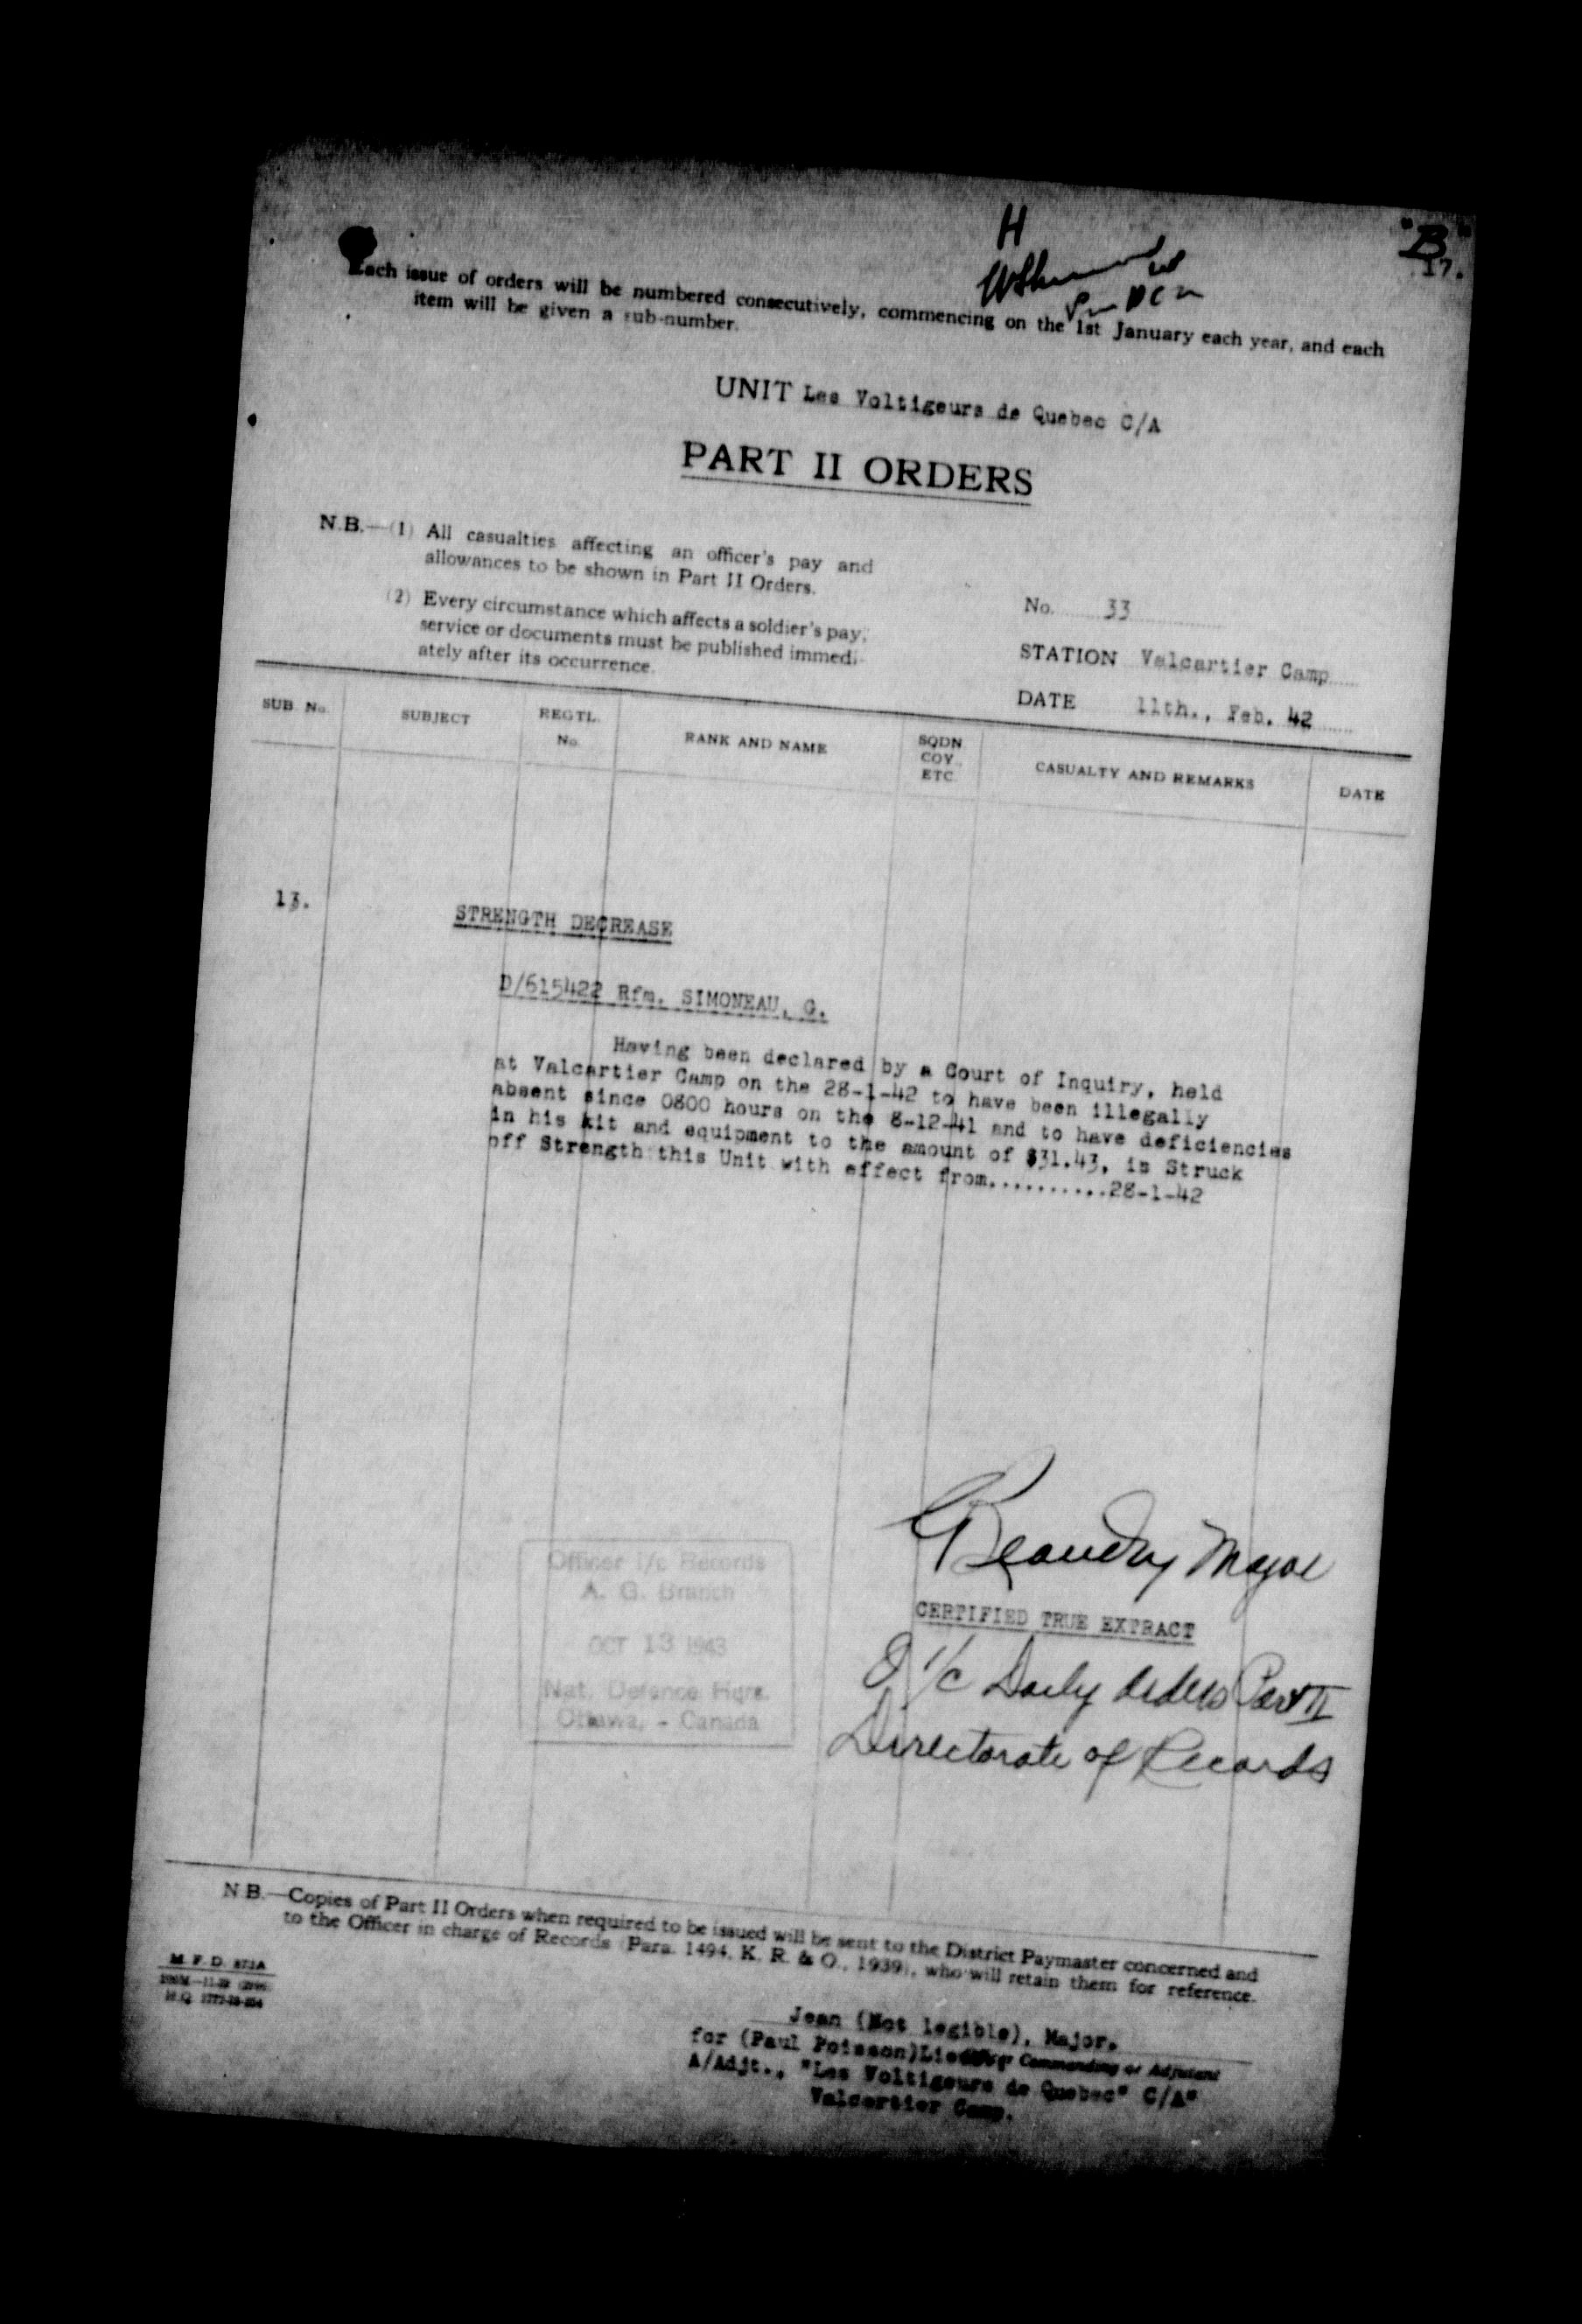 H
"B"
17.
Each issue of orders will be numbered consecutively, commencing on the 1st January each year, and each
item will be given a sub-number.
UNIT Les Voltigeurs de Quebec C/A
PART II ORDERS
N.B.—(1) All casualties affecting an officer's pay and
allowances to be shown in Part II Orders.
(2) Every circumstance which affects a soldier's pay,
service or documents must be published immedi-
ately after its occurrence.
No. 33
STATION Valcartier Camp
DATE 11th., Feb. 42
SUB. No. SUBJECT REGTL. No. RANK AND NAME SQDN COY. ETC. CASUALTY AND REMARKS DATE
13.
STRENGTH DECREASE
D/615422 Rfm. SIMONEAU, G.
Having been declared by a Court of Inquiry, held
at Valcartier Camp on the 28-1-42 to have been illegally
absent since 0800 hours on the 8-12-41 and to have deficiencies
in his kit and equipment to the amount of $31.43, is Struck
off Strength this Unit with effect from..........28-1-42
Officer i/c Records
A. G. Branch
OCT 13 1943
Nat. Defence Hqrs.
Ottawa, - Canada
Beaudry Major
CERTIFIED TRUE EXTRACT
O i/c Daily Orders Part II
Directorate of Records
N.B.—Copies of Part II Orders when required to be issued will be sent to the District Paymaster concerned and
to the Officer in charge of Records (Para. 1494, K. R. & O., 1939), who will retain them for reference.
M. F. D. 873A
H.Q.
Jean (Not legible), Major.
for (Paul Poisson) Commanding or Adjutant
A/Adjt., "Les Voltigeurs de Quebec" C/A"
Valcartier Camp.